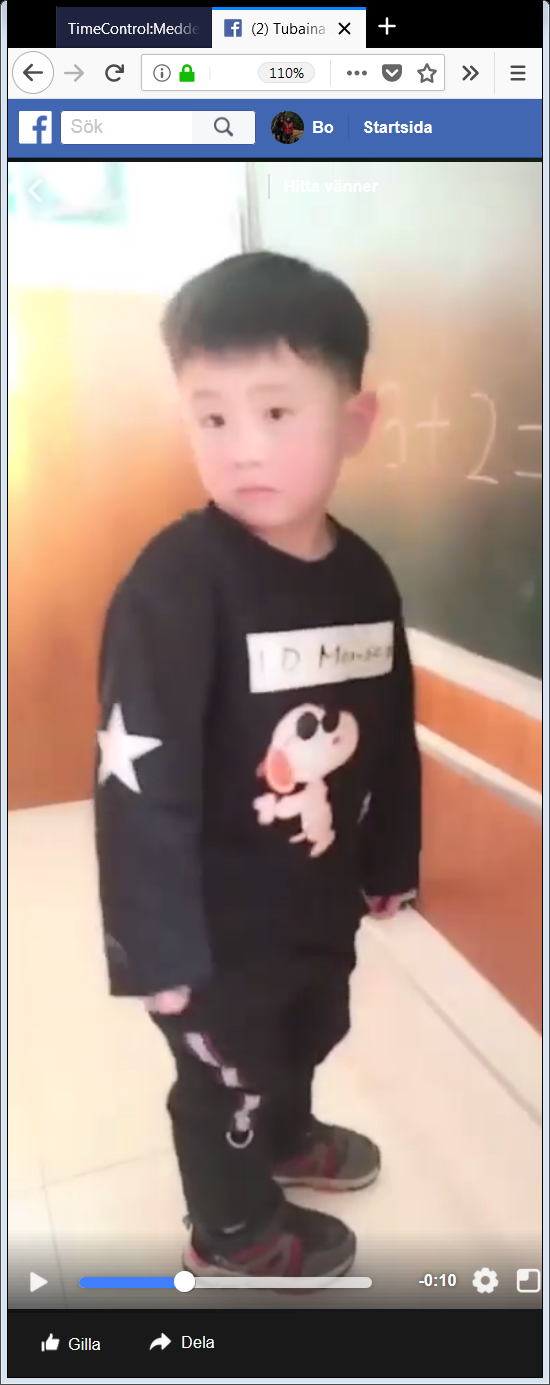 TimeControl:Medde
(2) Tubaina
110%
Sök
Bo
Startsida
Hitta vänner
3+2=
-0:10
Gilla
Dela